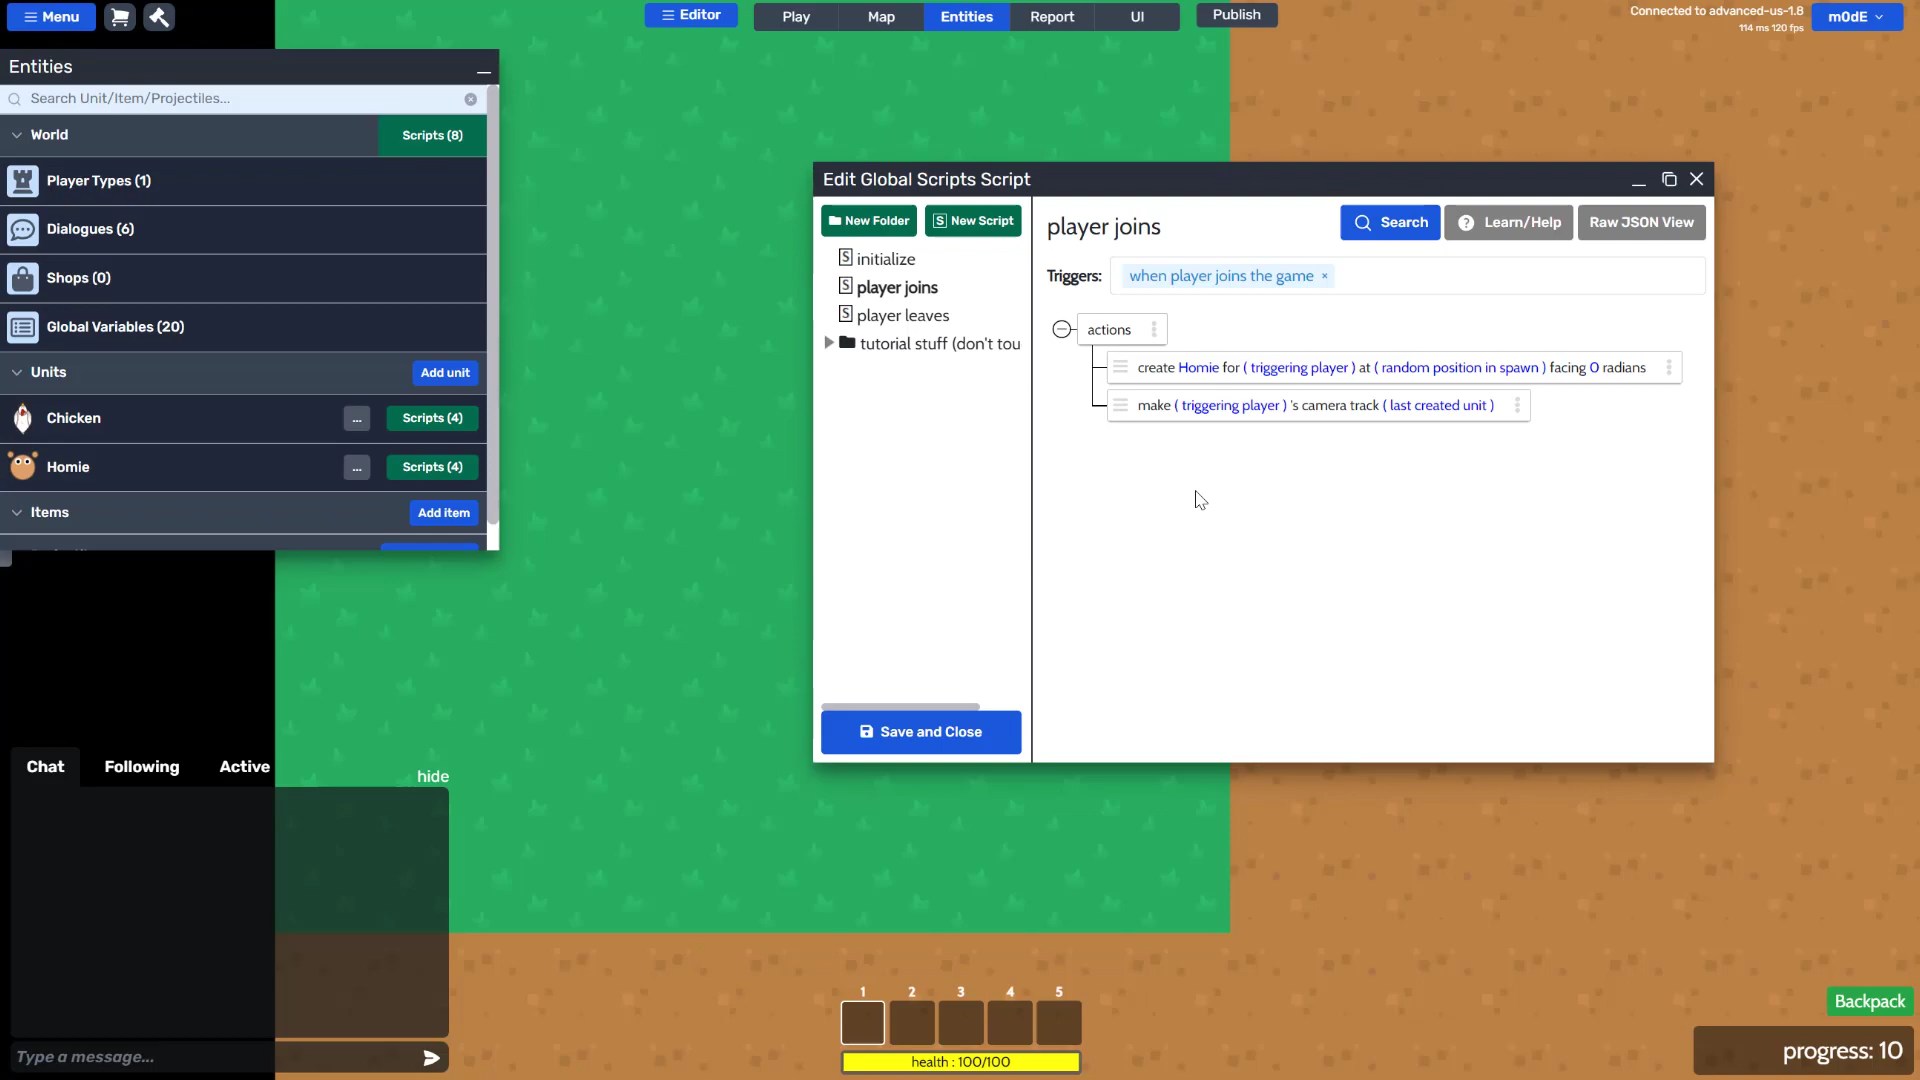 Menu
Editor
Play
Map
Entities
Report
UI
Publish
Connected to advanced-us-1.8
114 ms 120 fps
m0dE
Entities
Search Unit/Item/Projectiles...
World
Scripts (8)
Player Types (1)
Dialogues (6)
Shops (0)
Global Variables (20)
Units
Add unit
Chicken
...
Scripts (4)
Homie
...
Scripts (4)
Items
Add item
Edit Global Scripts Script
New Folder
S New Script
S initialize
S player joins
S player leaves
tutorial stuff (don't tou
Save and Close
player joins
Search
? Learn/Help
Raw JSON View
Triggers:
when player joins the game ×
actions
create Homie for ( triggering player ) at ( random position in spawn ) facing 0 radians
make ( triggering player ) 's camera track ( last created unit )
Chat
Following
Active
hide
Type a message...
1 2 3 4 5
health : 100/100
Backpack
progress: 10